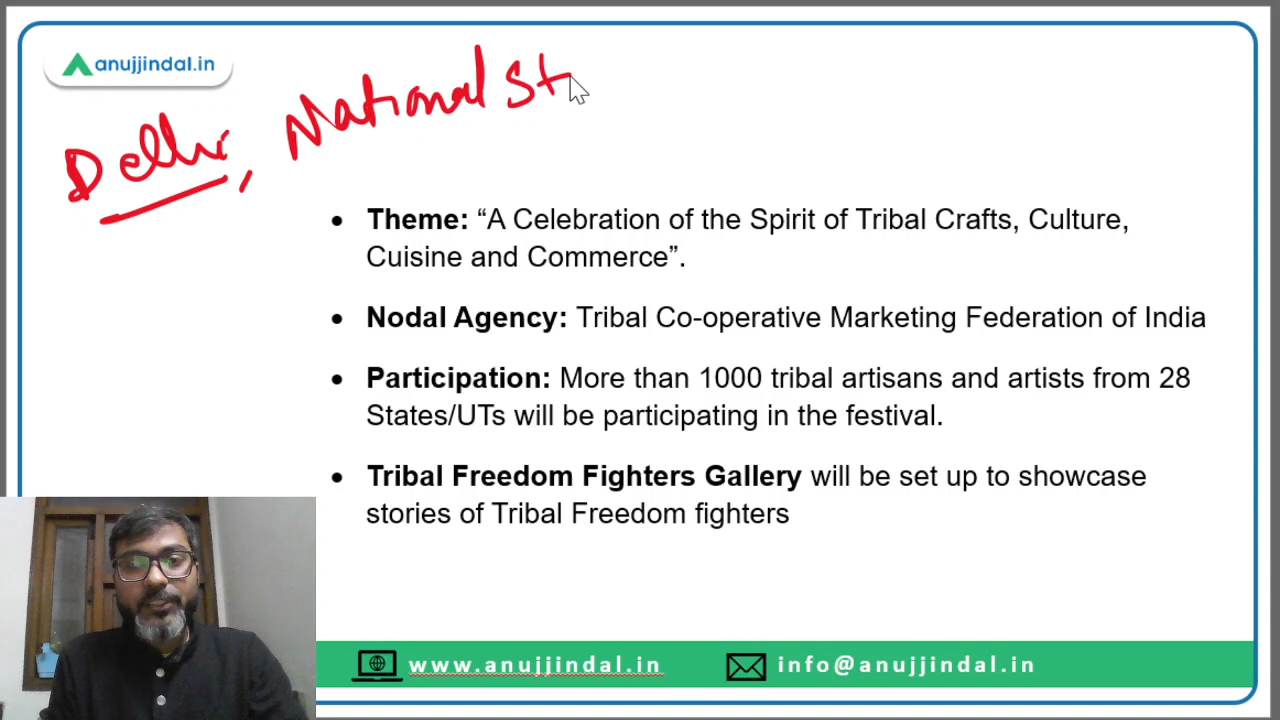 anujjindal.in
Delhi, National St
• Theme: “A Celebration of the Spirit of Tribal Crafts, Culture,
Cuisine and Commerce”.
• Nodal Agency: Tribal Co-operative Marketing Federation of India
• Participation: More than 1000 tribal artisans and artists from 28
States/UTs will be participating in the festival.
• Tribal Freedom Fighters Gallery will be set up to showcase
stories of Tribal Freedom fighters
www.anujjindal.in info@anujjindal.in